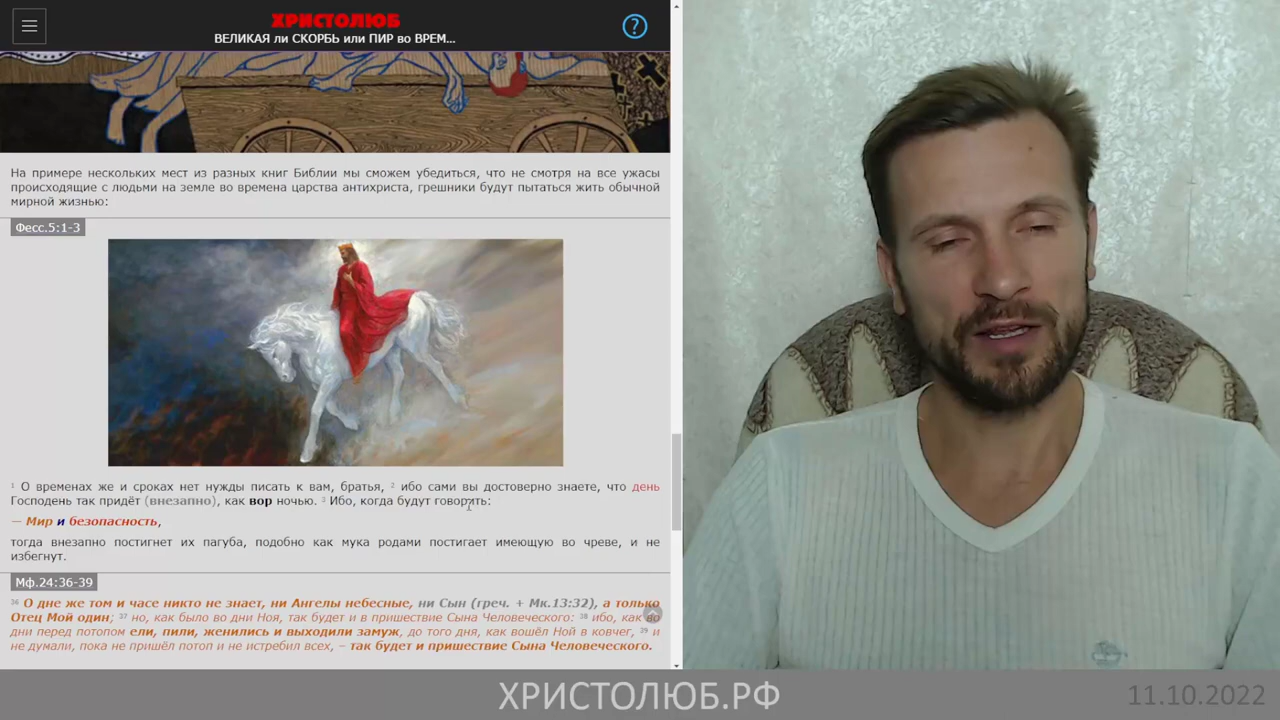 ХРИСТОЛЮБ
ВЕЛИКАЯ ли СКОРБЬ или ПИР во ВРЕМ...
?
На примере нескольких мест из разных книг Библии мы сможем убедиться, что не смотря на все ужасы
происходящие с людьми на земле во времена царства антихриста, грешники будут пытаться жить обычной
мирной жизнью:
Фесс.5:1-3
1 О временах же и сроках нет нужды писать к вам, братья, 2 ибо сами вы достоверно знаете, что день
Господень так придёт (внезапно), как вор ночью. 3 Ибо, когда будут говорить:
— Мир и безопасность,
тогда внезапно постигнет их пагуба, подобно как мука родами постигает имеющую во чреве, и не
избегнут.
Мф.24:36-39
36 О дне же том и часе никто не знает, ни Ангелы небесные, ни Сын (греч. + Мк.13:32), а только
Отец Мой один; 37 но, как было во дни Ноя, так будет и в пришествие Сына Человеческого: 38 ибо, как во
дни перед потопом ели, пили, женились и выходили замуж, до того дня, как вошёл Ной в ковчег, 39 и
не думали, пока не пришёл потоп и не истребил всех, – так будет и пришествие Сына Человеческого.
ХРИСТОЛЮБ.РФ
11.10.2022